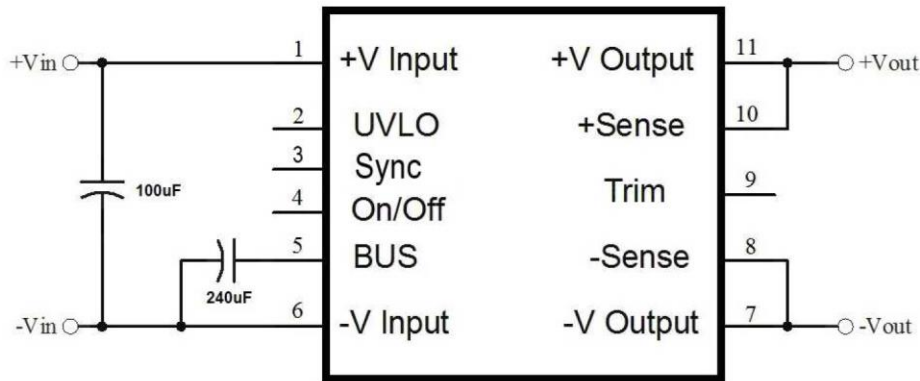 +Vin
1
+V Input
+V Output
11
+Vout
2
UVLO
+Sense
10
3
Sync
100uF
Trim
9
4
On/Off
5
BUS
-Sense
8
240uF
-Vin
6
-V Input
-V Output
7
-Vout